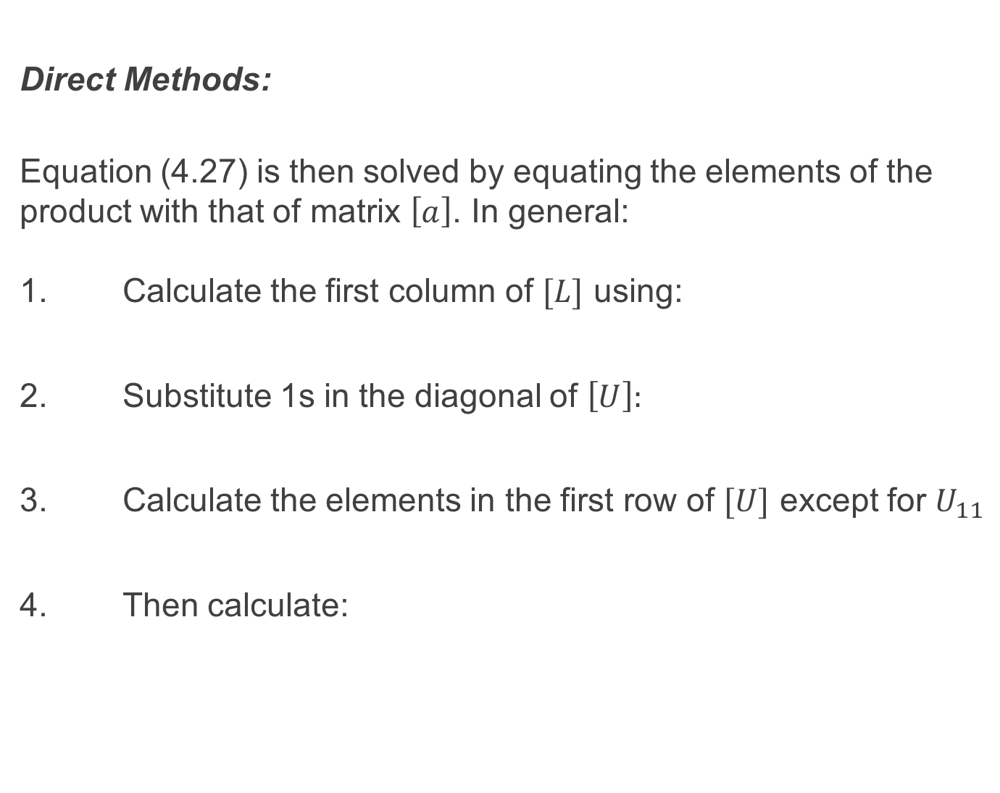 Direct Methods:
Equation (4.27) is then solved by equating the elements of the
product with that of matrix [a]. In general:
1. Calculate the first column of [L] using:
2. Substitute 1s in the diagonal of [U]:
3. Calculate the elements in the first row of [U] except for U₁₁
4. Then calculate: